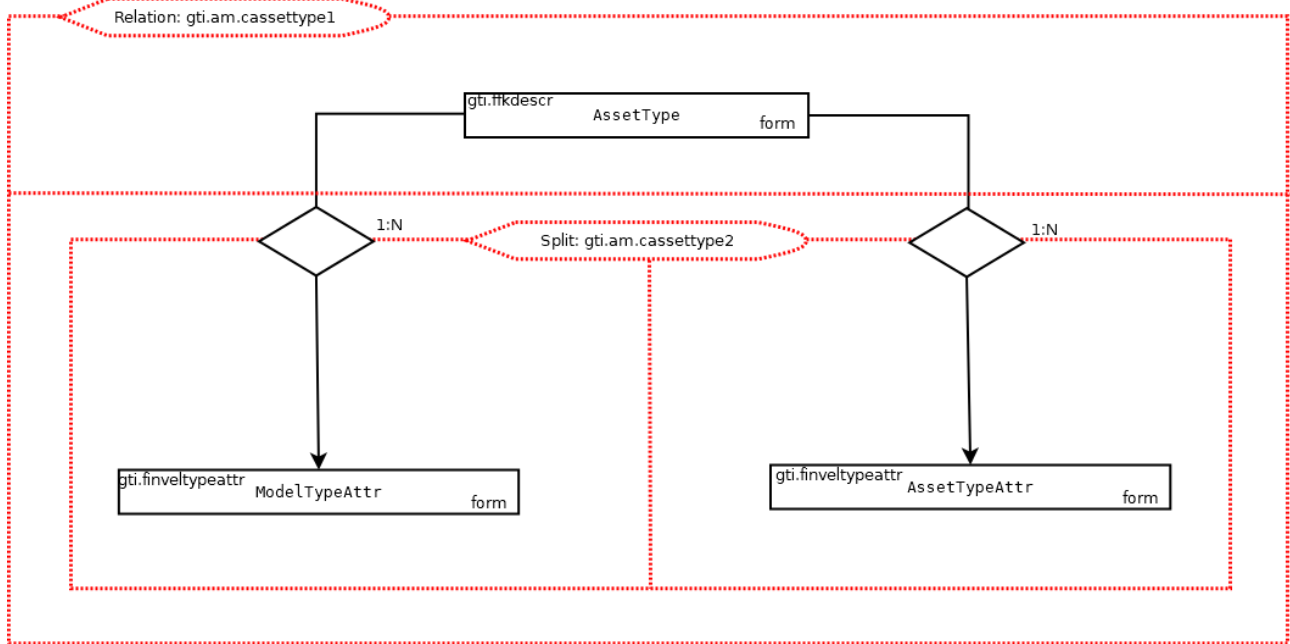 Relation: gti.am.cassettype1
gti.ffkdescr
AssetType
form
1:N
Split: gti.am.cassettype2
1:N
gti.finveltypeattr
ModelTypeAttr
form
gti.finveltypeattr
AssetTypeAttr
form